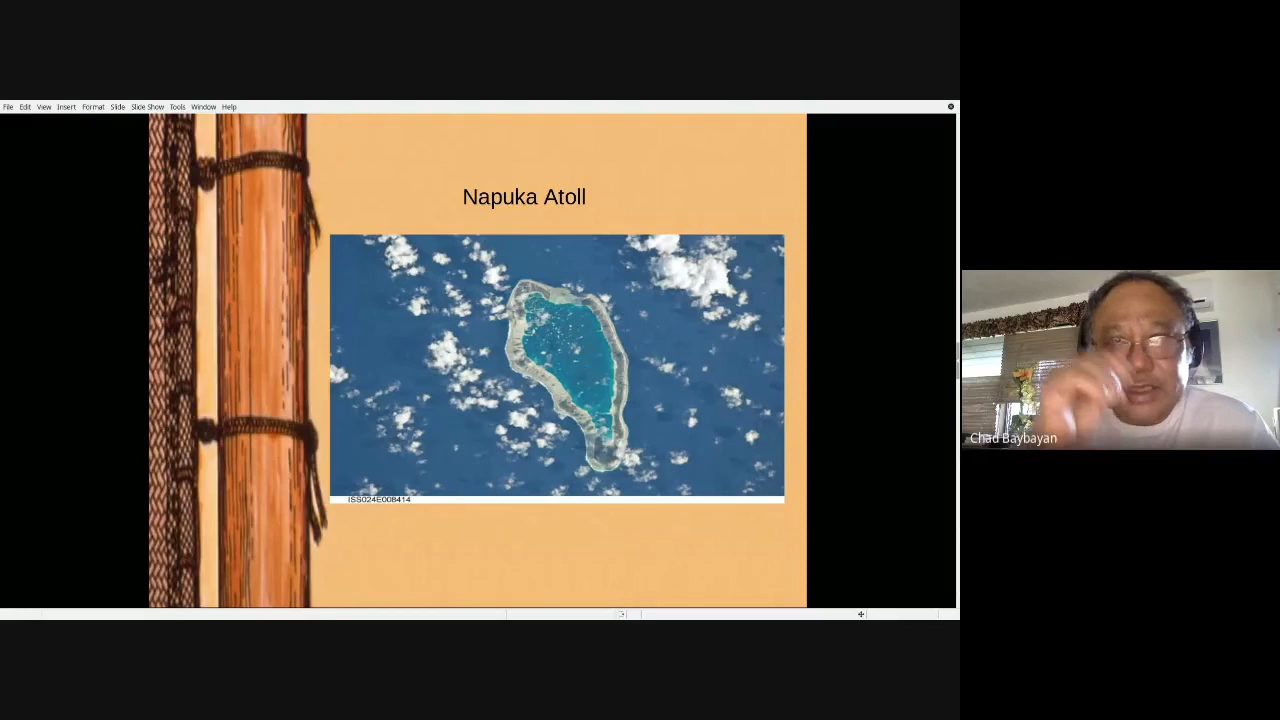 File Edit View Insert Format Slide Slide Show Tools Window Help
Napuka Atoll
ISS024E008414
Chad Baybayan